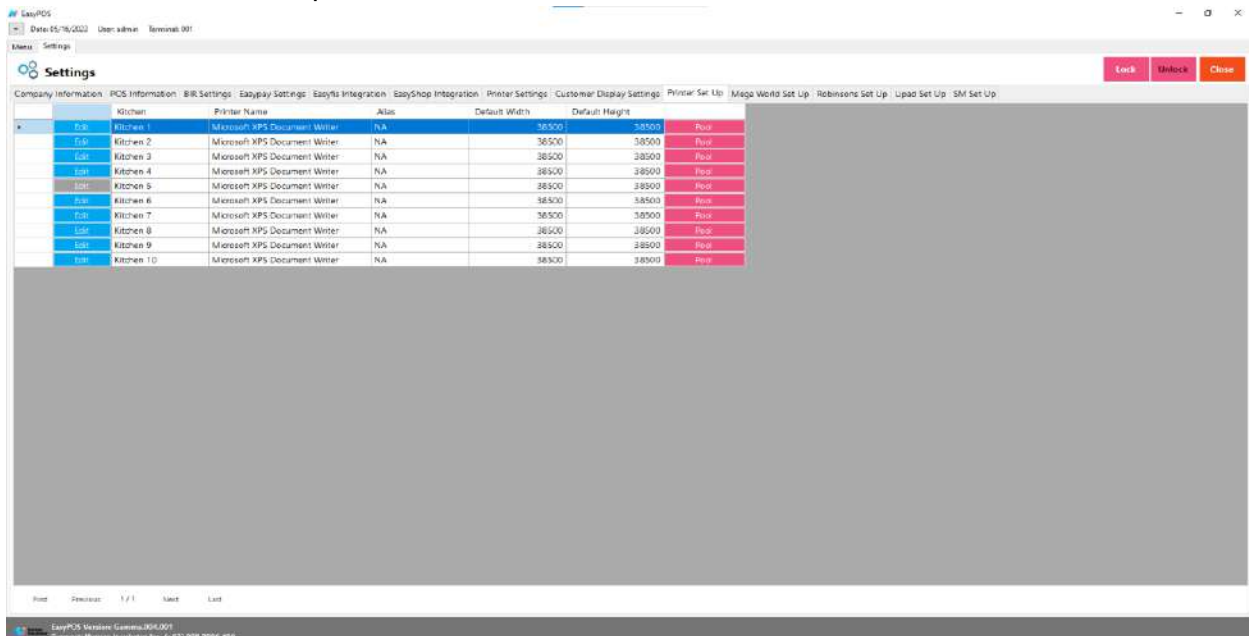 EasyPOS
Date: 05/16/2022 User: admin Terminal: 001
Menu Settings
Settings
Lock Unlock Close
Company Information POS Information BIR Settings Easypay Settings Easyfis Integration EasyShop Integration Printer Settings Customer Display Settings Printer Set Up Mega World Set Up Robinsons Set Up Lipad Set Up SM Set Up
Kitchen Printer Name Alias Default Width Default Height
Edit Kitchen 1 Microsoft XPS Document Writer NA 38500 38500 Pool
Edit Kitchen 2 Microsoft XPS Document Writer NA 38500 38500 Pool
Edit Kitchen 3 Microsoft XPS Document Writer NA 38500 38500 Pool
Edit Kitchen 4 Microsoft XPS Document Writer NA 38500 38500 Pool
Edit Kitchen 5 Microsoft XPS Document Writer NA 38500 38500 Pool
Edit Kitchen 6 Microsoft XPS Document Writer NA 38500 38500 Pool
Edit Kitchen 7 Microsoft XPS Document Writer NA 38500 38500 Pool
Edit Kitchen 8 Microsoft XPS Document Writer NA 38500 38500 Pool
Edit Kitchen 9 Microsoft XPS Document Writer NA 38500 38500 Pool
Edit Kitchen 10 Microsoft XPS Document Writer NA 38500 38500 Pool
First Previous 1 / 1 Next Last
EasyPOS Version: Gamma.004.001